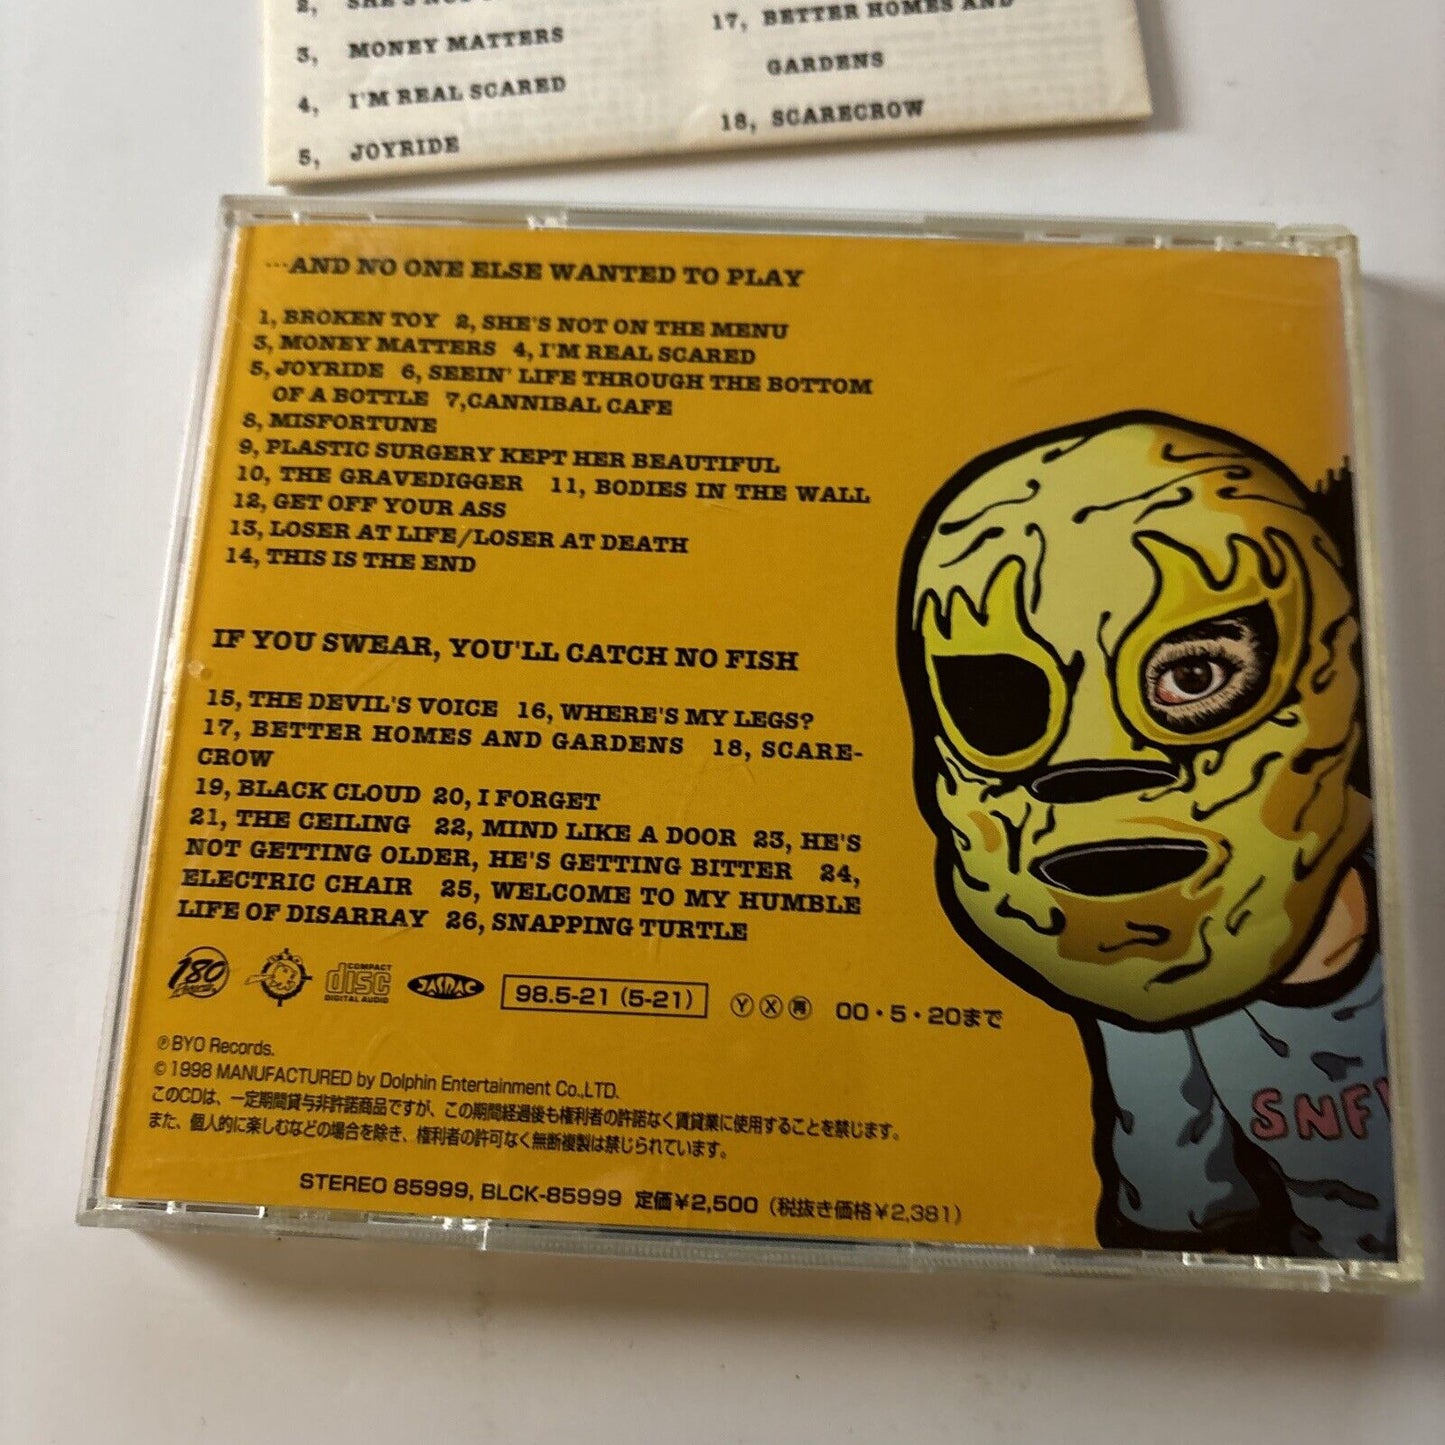 3, MONEY MATTERS
4, I'M REAL SCARED
5, JOYRIDE
17, BETTER HOMES AND
GARDENS
18, SCARECROW
...AND NO ONE ELSE WANTED TO PLAY
1, BROKEN TOY 2, SHE'S NOT ON THE MENU
3, MONEY MATTERS 4, I'M REAL SCARED
5, JOYRIDE 6, SEEIN' LIFE THROUGH THE BOTTOM
OF A BOTTLE 7,CANNIBAL CAFE
8, MISFORTUNE
9, PLASTIC SURGERY KEPT HER BEAUTIFUL
10, THE GRAVEDIGGER 11, BODIES IN THE WALL
12, GET OFF YOUR ASS
13, LOSER AT LIFE/LOSER AT DEATH
14, THIS IS THE END
IF YOU SWEAR, YOU'LL CATCH NO FISH
15, THE DEVIL'S VOICE 16, WHERE'S MY LEGS?
17, BETTER HOMES AND GARDENS 18, SCARE-
CROW
19, BLACK CLOUD 20, I FORGET
21, THE CEILING 22, MIND LIKE A DOOR 23, HE'S
NOT GETTING OLDER, HE'S GETTING BITTER 24,
ELECTRIC CHAIR 25, WELCOME TO MY HUMBLE
LIFE OF DISARRAY 26, SNAPPING TURTLE
180 COMPACT disc DIGITAL AUDIO JASRAC 98.5-21 (5-21) Y X 再 00・5・20まで
℗BYO Records.
© 1998 MANUFACTURED by Dolphin Entertainment Co.,LTD.
このCDは、一定期間貸与非許諾商品ですが、この期間経過後も権利者の許諾なく賃貸業に使用することを禁じます。
また、個人的に楽しむなどの場合を除き、権利者の許可なく無断複製は禁じられています。
STEREO 85999, BLCK-85999 定価¥2,500 (税抜き価格¥2,381)
SNF